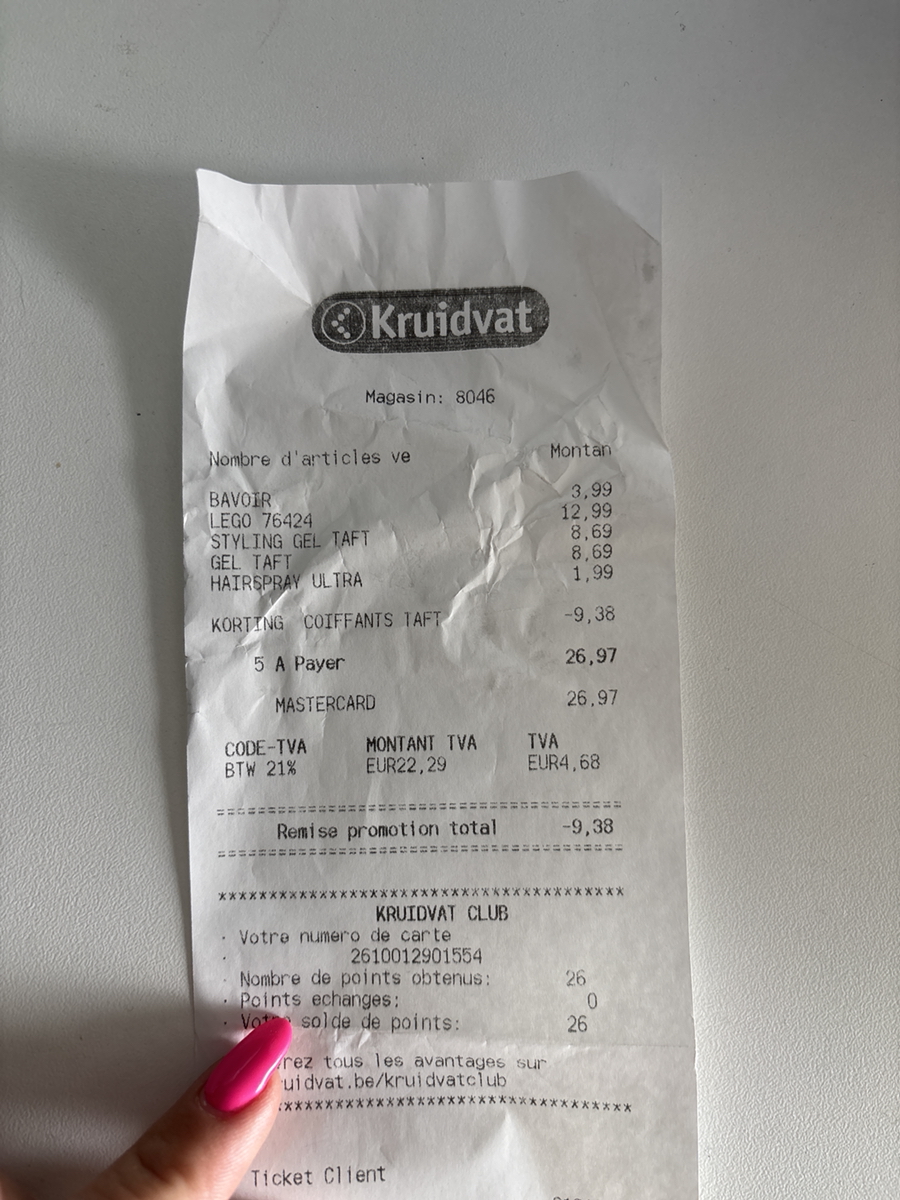 Kruidvat
Magasin: 8046
Nombre d'articles ve Montan
BAVOIR 3,99
LEGO 76424 12,99
STYLING GEL TAFT 8,69
GEL TAFT 8,69
HAIRSPRAY ULTRA 1,99
KORTING COIFFANTS TAFT -9,38
5 A Payer 26,97
MASTERCARD 26,97
CODE-TVA MONTANT TVA TVA
BTW 21% EUR22,29 EUR4,68
======================================
Remise promotion total -9,38
======================================
****************************************
KRUIDVAT CLUB
· Votre numero de carte
· 2610012901554
· Nombre de points obtenus: 26
· Points echanges: 0
· Votre solde de points: 26
tous les avantages sur
****************************************
Ticket Client